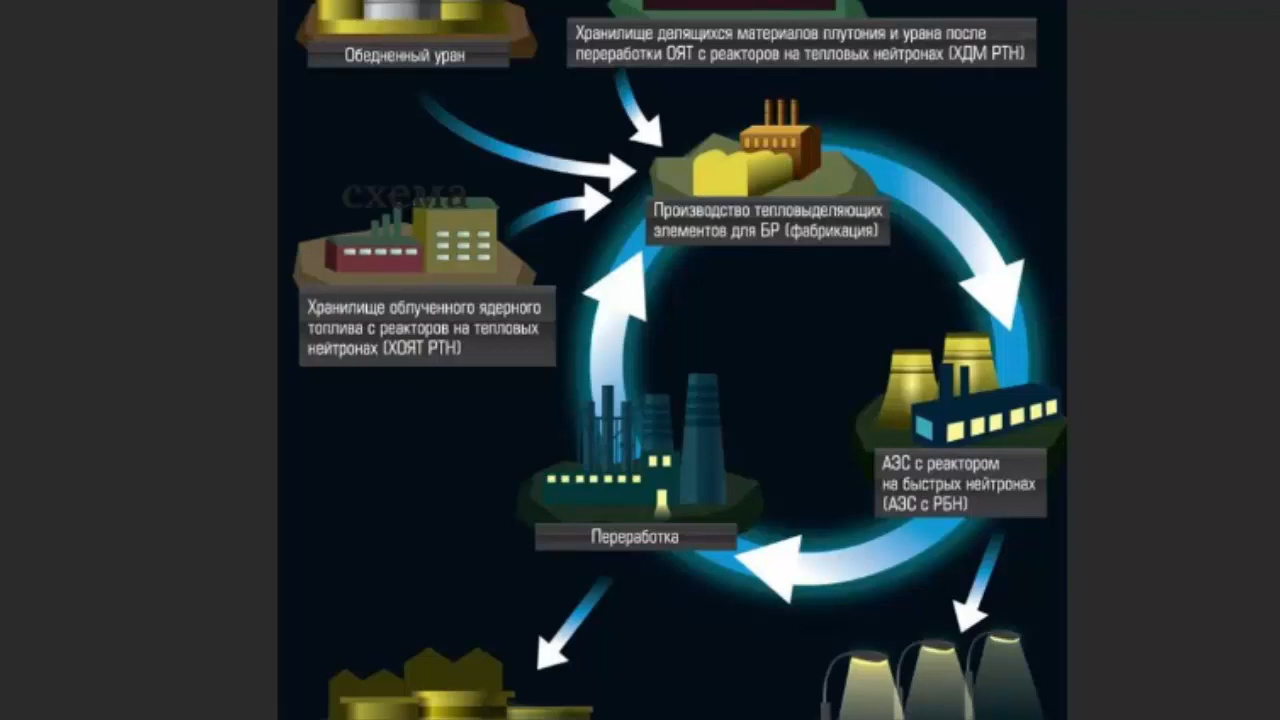 Обедненный уран
Хранилище делящихся материалов плутония и урана после
переработки ОЯТ с реакторов на тепловых нейтронах (ХДМ РТН)
схема
Производство тепловыделяющих
элементов для БР (фабрикация)
Хранилище облученного ядерного
топлива с реакторов на тепловых
нейтронах (ХОЯТ РТН)
АЭС с реактором
на быстрых нейтронах
(АЭС с РБН)
Переработка